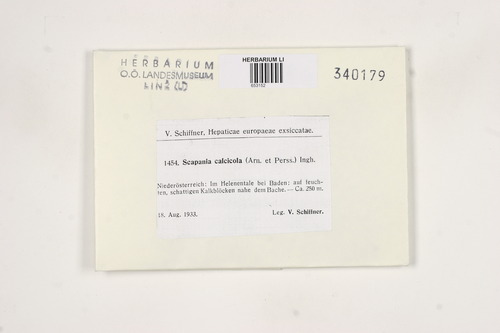 HERBARIUM
O.Ö. LANDESMUSEUM
LINZ
HERBARIUM LI
340179
V. Schiffner, Hepaticae europaeae exsiccatae.
1454. Scapania calcicola (Arn. et Perss.) Ingh.
Niederösterreich: Im Helenentale bei Baden: auf feuch-
ten, schattigen Kalkblöcken nahe dem Bache. — Ca. 250 m.
18. Aug. 1933. Leg. V. Schiffner.